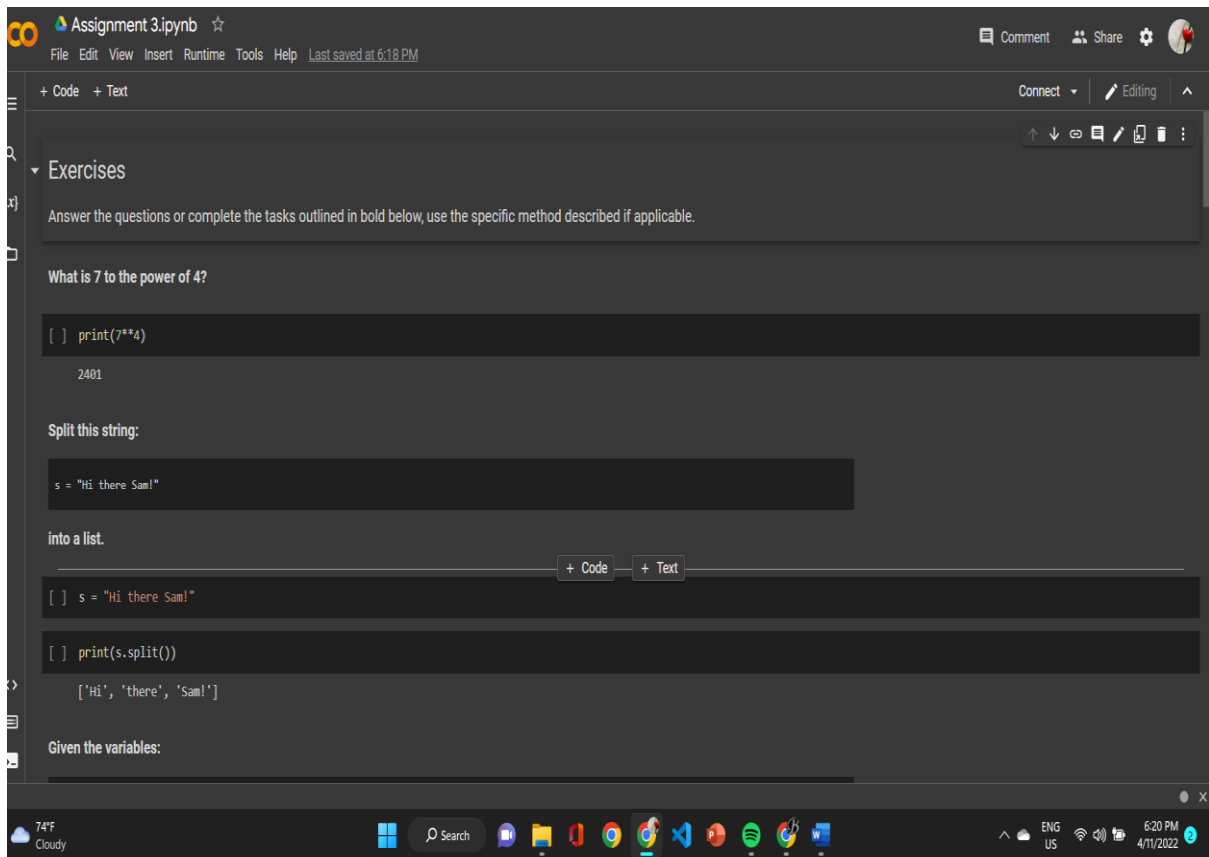 CO
Assignment 3.ipynb
Comment Share
File Edit View Insert Runtime Tools Help Last saved at 6:18 PM
+ Code + Text Connect Editing
Exercises
{x}
Answer the questions or complete the tasks outlined in bold below, use the specific method described if applicable.
What is 7 to the power of 4?
[ ] print(7**4)
2401
Split this string:
s = "Hi there Sam!"
into a list.
+ Code + Text
[ ] s = "Hi there Sam!"
[ ] print(s.split())
['Hi', 'there', 'Sam!']
Given the variables:
74°F
Cloudy
Search
ENG
US
6:20 PM
4/11/2022
2